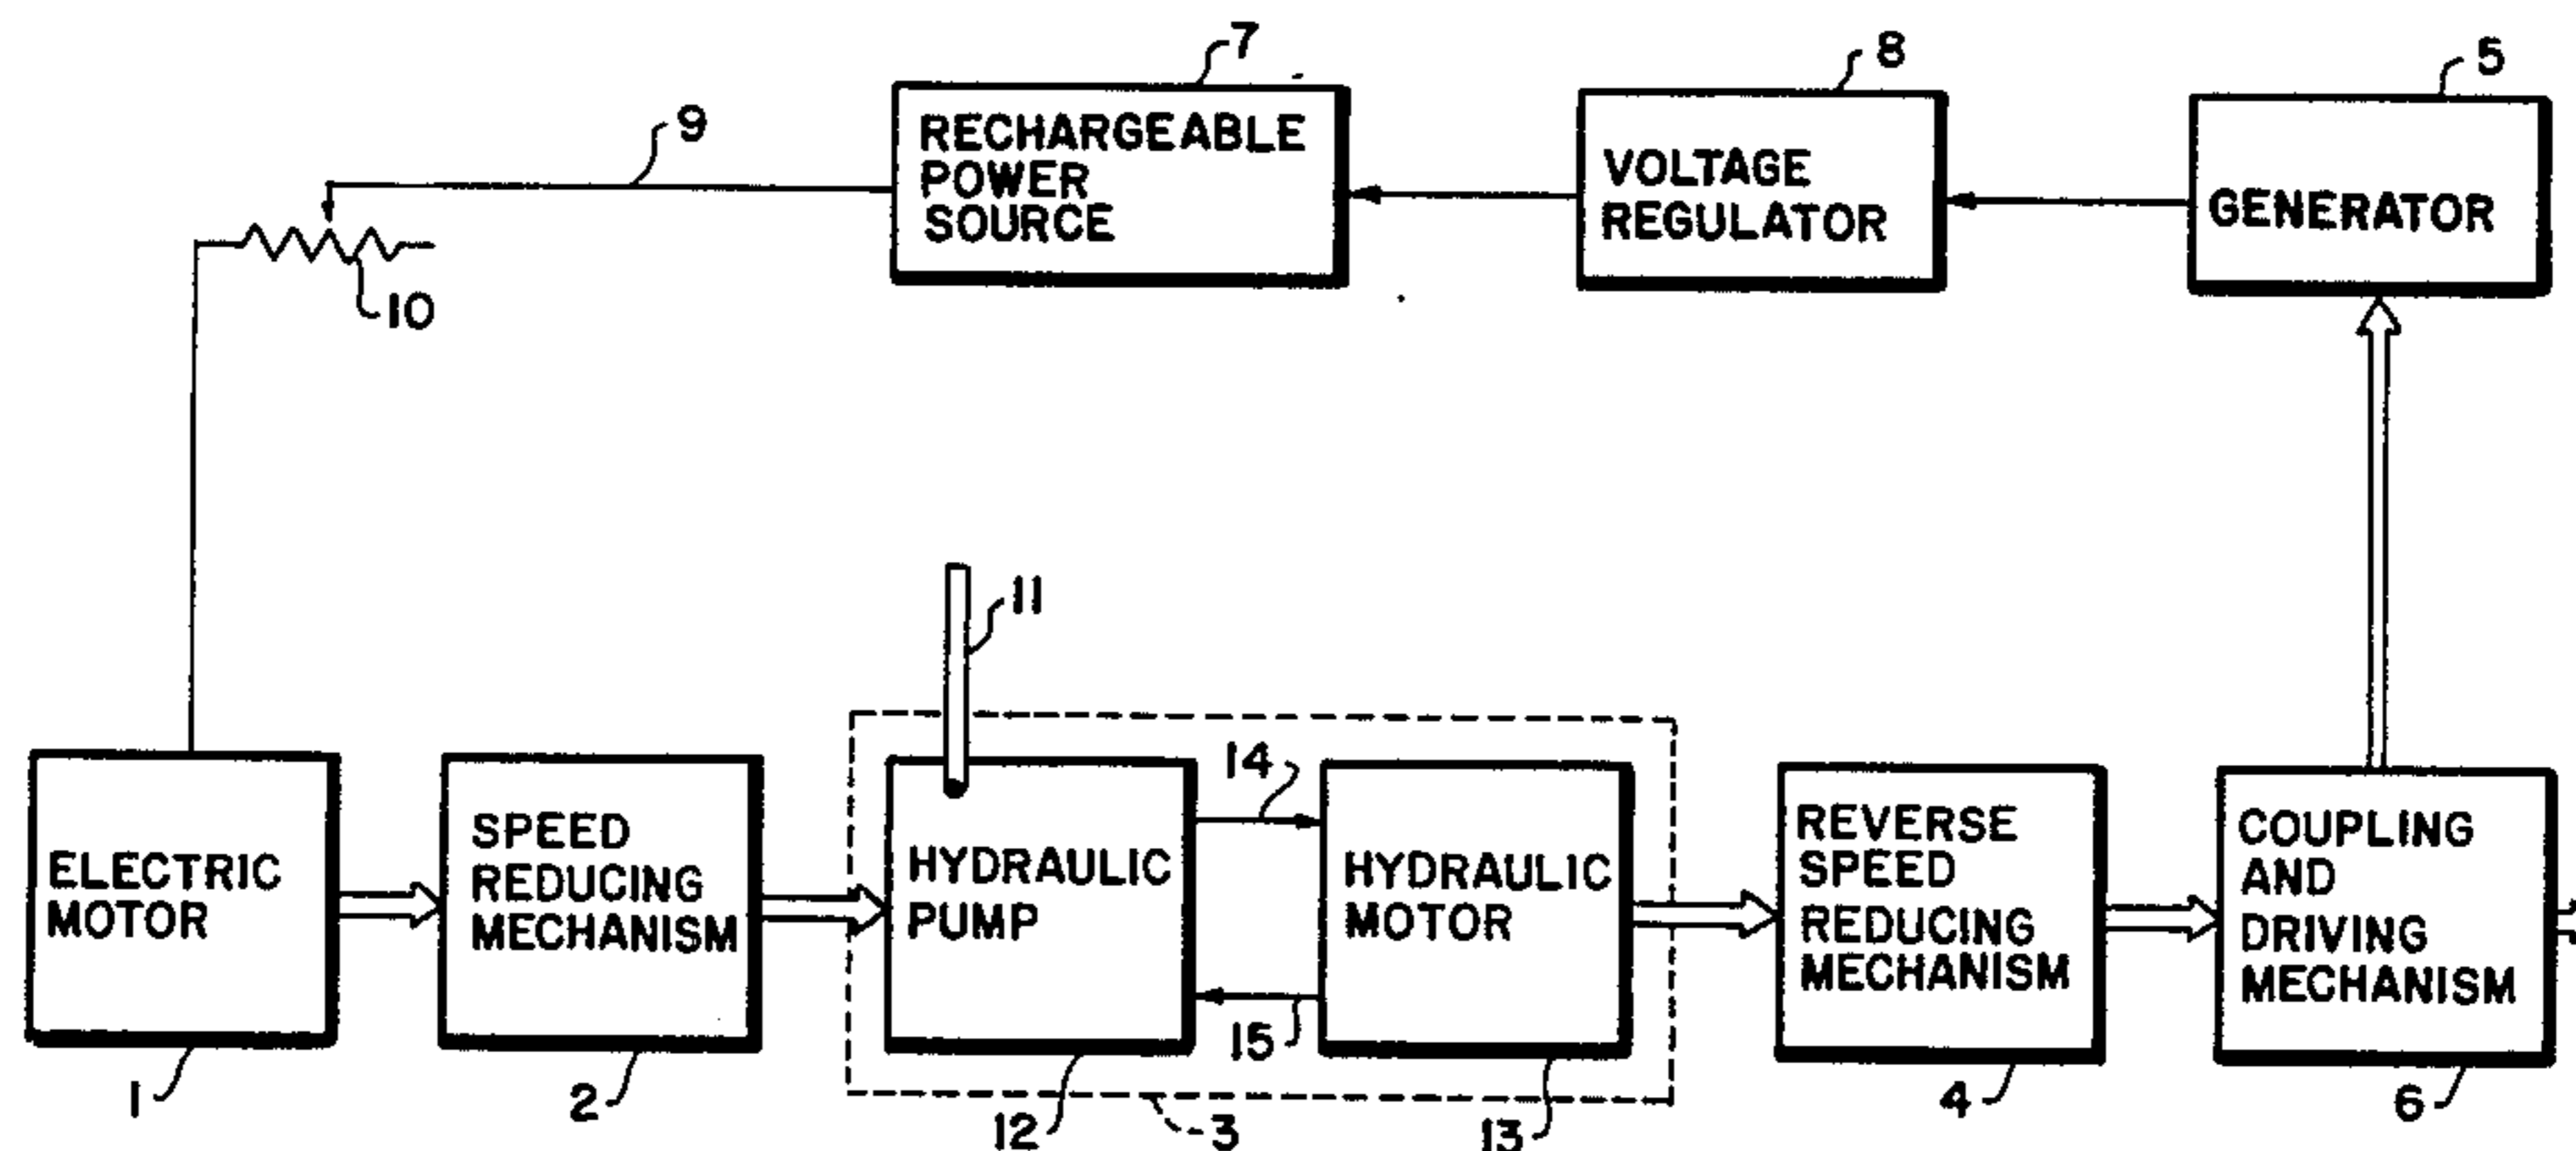 7
8
5
9
RECHARGEABLE
POWER
SOURCE
VOLTAGE
REGULATOR
GENERATOR
10
11
14
ELECTRIC
MOTOR
SPEED
REDUCING
MECHANISM
HYDRAULIC
PUMP
HYDRAULIC
MOTOR
REVERSE
SPEED
REDUCING
MECHANISM
COUPLING
AND
DRIVING
MECHANISM
15
1
2
12
3
13
4
6